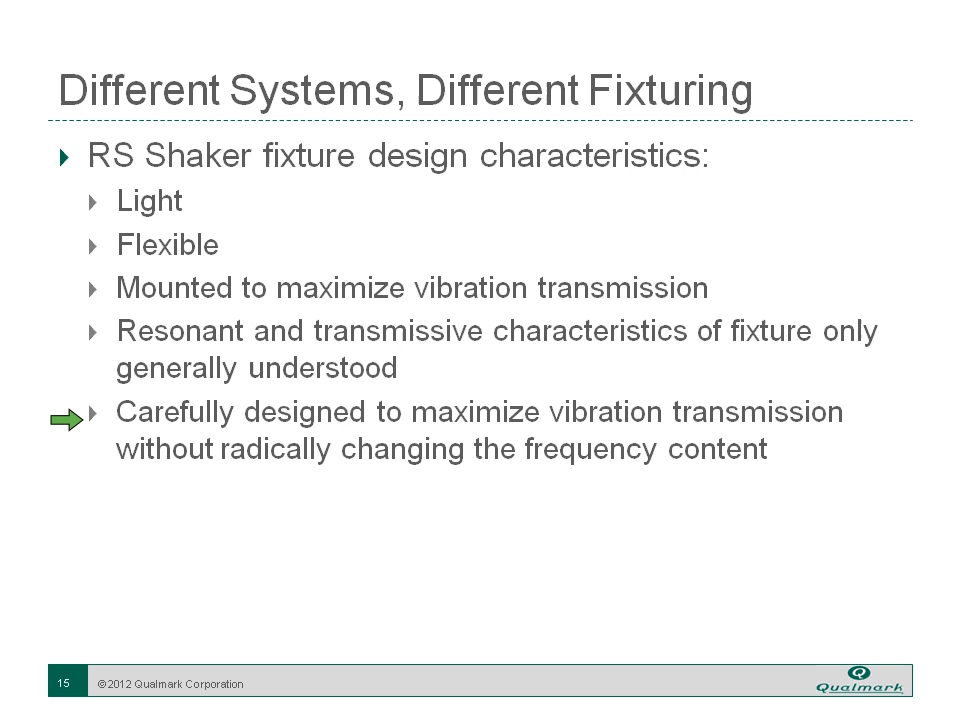 Different Systems, Different Fixturing
RS Shaker fixture design characteristics:
Light
Flexible
Mounted to maximize vibration transmission
Resonant and transmissive characteristics of fixture only
generally understood
Carefully designed to maximize vibration transmission
without radically changing the frequency content
15
© 2012 Qualmark Corporation
Qualmark